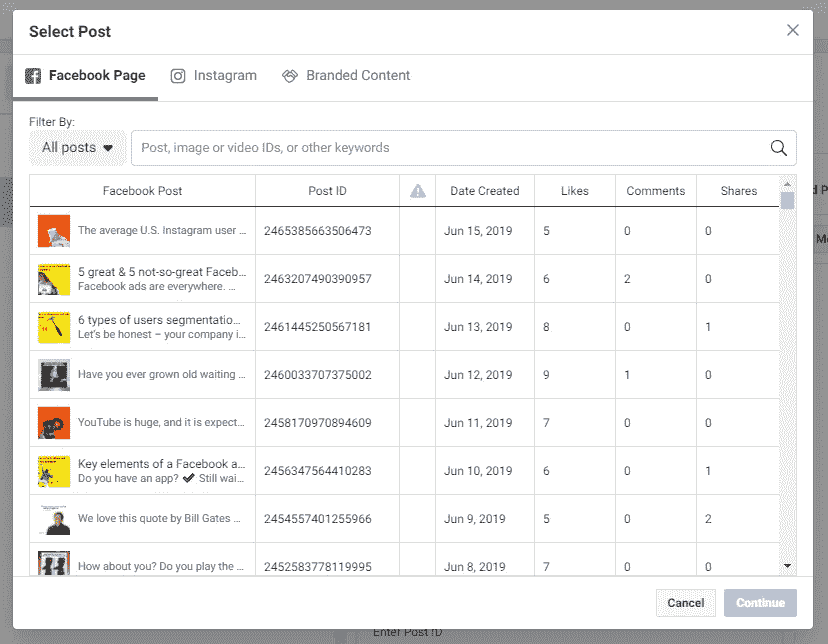 Select Post
Facebook Page Instagram Branded Content
Filter By:
All posts Post, image or video IDs, or other keywords
Facebook Post Post ID Date Created Likes Comments Shares
The average U.S. Instagram user ... 2465385663506473 Jun 15, 2019 5 0 0
5 great & 5 not-so-great Faceb...
Facebook ads are everywhere. ... 2463207490390957 Jun 14, 2019 6 2 0
6 types of users segmentatio...
Let's be honest – your company i... 2461445250567181 Jun 13, 2019 8 0 1
Have you ever grown old waiting ... 2460033707375002 Jun 12, 2019 9 1 0
YouTube is huge, and it is expect... 2458170970894609 Jun 11, 2019 7 0 0
Key elements of a Facebook a...
Do you have an app? ✔ Still wai... 2456347564410283 Jun 10, 2019 6 0 1
We love this quote by Bill Gates ... 2454557401255966 Jun 9, 2019 5 0 2
How about you? Do you play the ... 2452583778119995 Jun 8, 2019 7 0 0
Cancel Continue
Enter Post ID